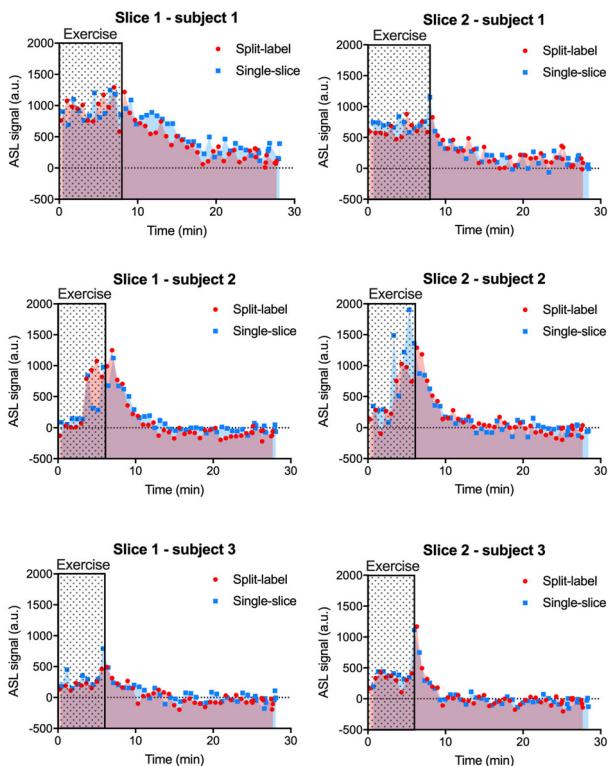 Slice 1 - subject 1
Exercise
2000
1500
1000
500
0
-500
ASL signal (a.u.)
Split-label
Single-slice
0
10
20
30
Time (min)
Slice 2 - subject 1
Exercise
2000
1500
1000
500
0
-500
ASL signal (a.u.)
Split-label
Single-slice
0
10
20
30
Time (min)
Slice 1 - subject 2
Exercise
2000
1500
1000
500
0
-500
ASL signal (a.u.)
Split-label
Single-slice
0
10
20
30
Time (min)
Slice 2 - subject 2
Exercise
2000
1500
1000
500
0
-500
ASL signal (a.u.)
Split-label
Single-slice
0
10
20
30
Time (min)
Slice 1 - subject 3
Exercise
2000
1500
1000
500
0
-500
ASL signal (a.u.)
Split-label
Single-slice
0
10
20
30
Time (min)
Slice 2 - subject 3
Exercise
2000
1500
1000
500
0
-500
ASL signal (a.u.)
Split-label
Single-slice
0
10
20
30
Time (min)